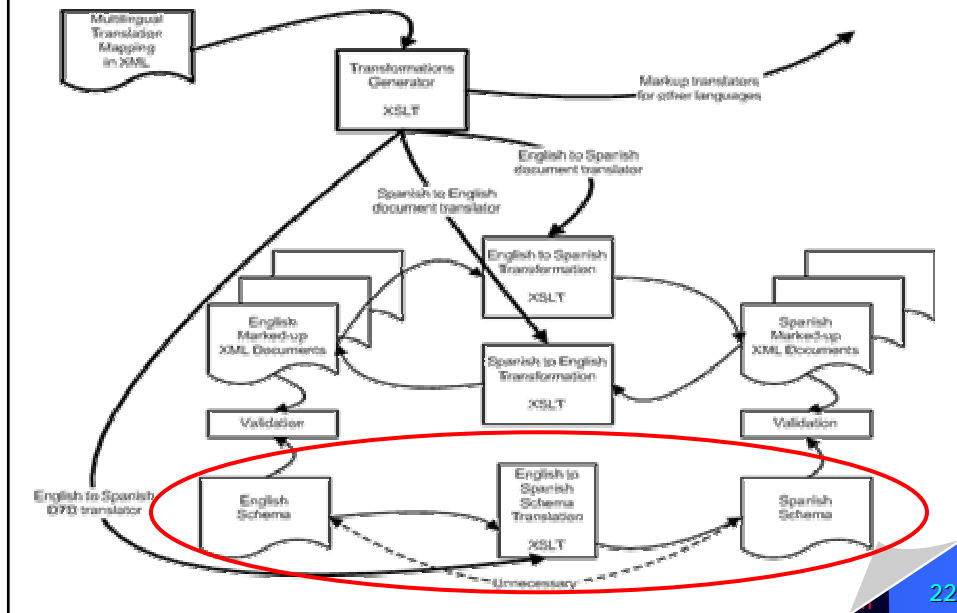 Multilingual
Translation
Mapping
in XML
Transformations
Generator
XSLT
Markup translators
for other languages
English to Spanish
document translator
Spanish to English
document translator
English to Spanish
Transformation
XSLT
English
Marked-up
XML Documents
Spanish
Marked-up
XML Documents
Spanish to English
Transformation
XSLT
Validation
Validation
English to Spanish
DTD translator
English
Schema
English to
Spanish
Schema
Translation
XSLT
Spanish
Schema
Unnecessary
22